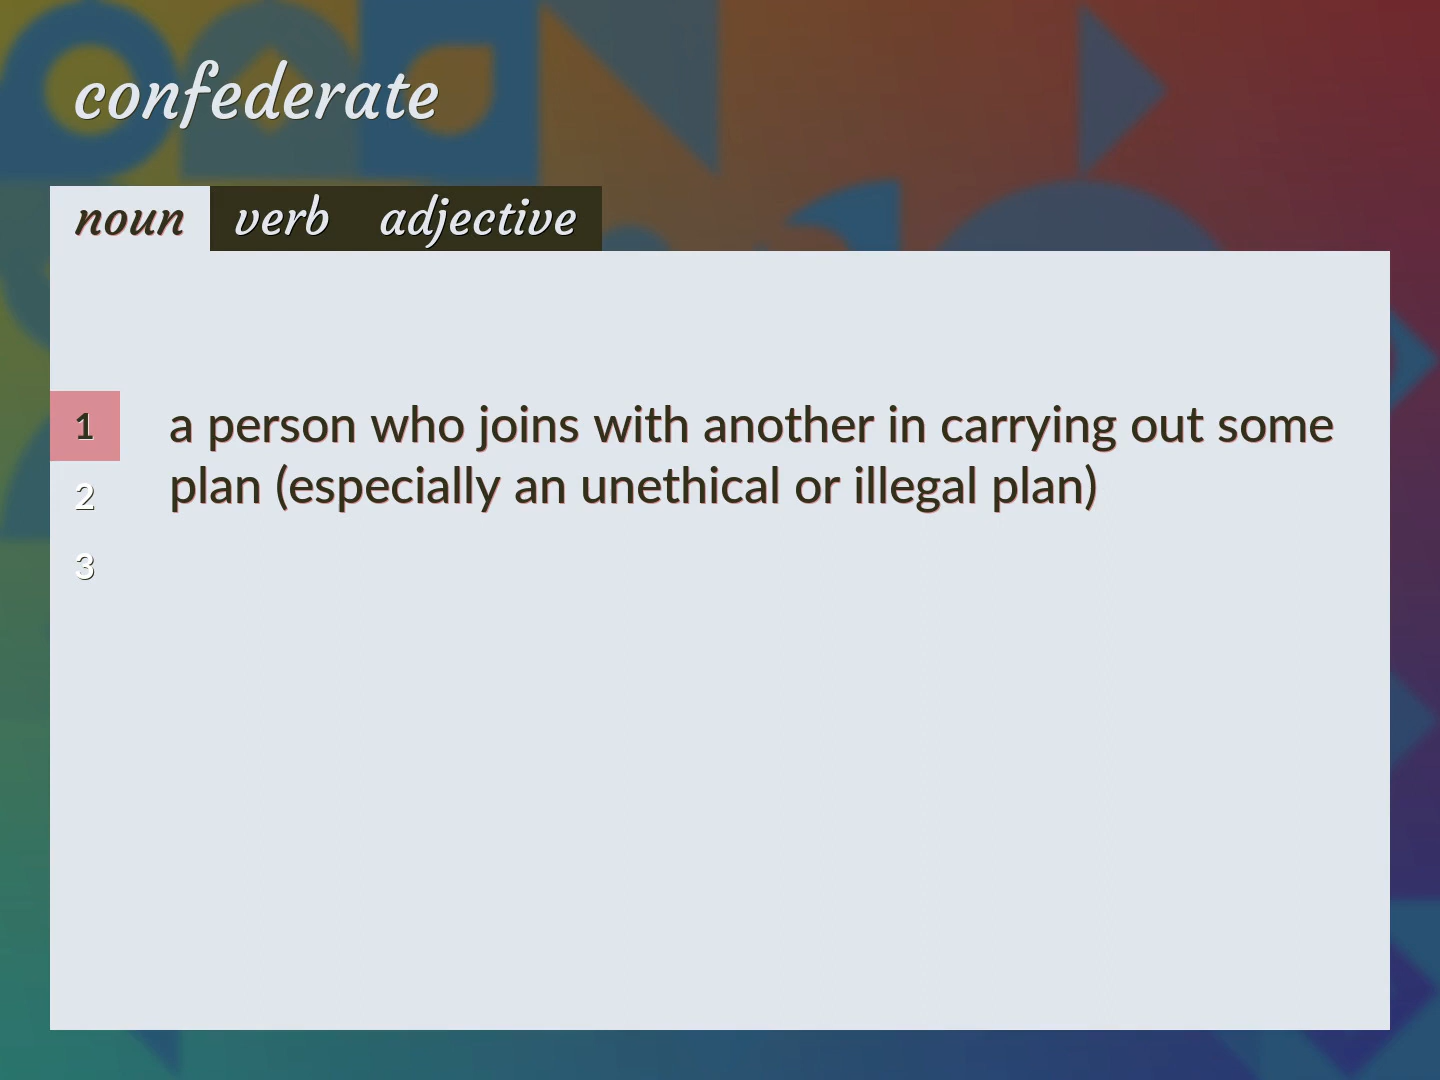 confederate
noun verb adjective
1 a person who joins with another in carrying out some
plan (especially an unethical or illegal plan)
2
3